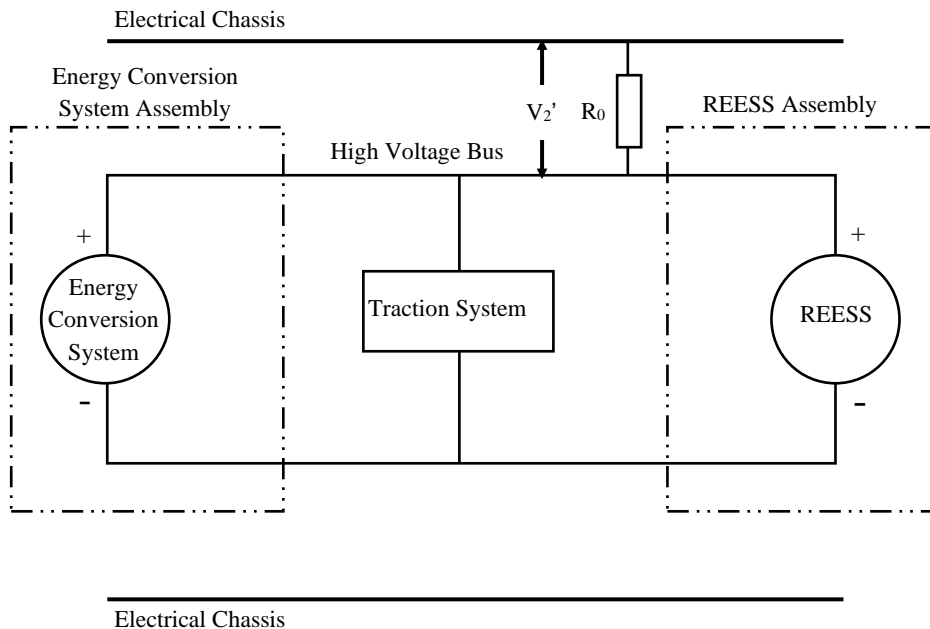 Electrical Chassis
Energy Conversion
System Assembly
V₂'
R₀
REESS Assembly
High Voltage Bus
+
+
Energy
Conversion
System
Traction System
REESS
-
-
Electrical Chassis